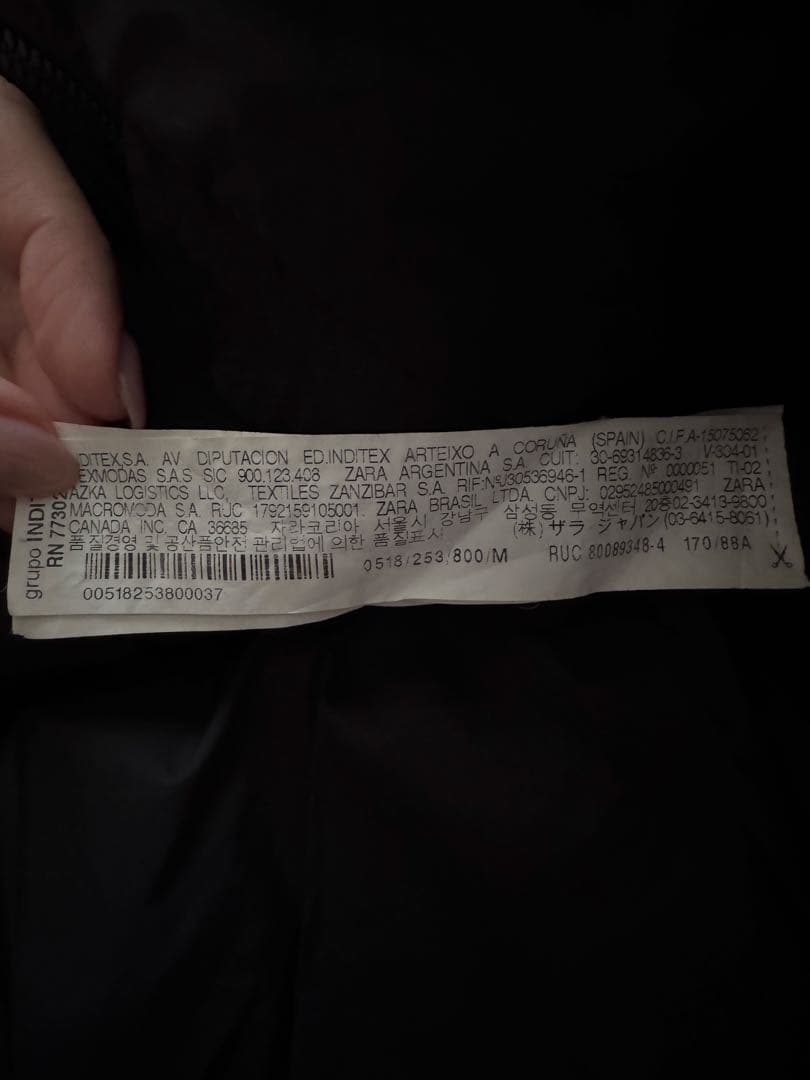 grupo INDIT
RN 7730
INDITEX,S.A. AV. DIPUTACION ED.INDITEX ARTEIXO A CORUÑA (SPAIN) C.I.F.A-15075062
TEXMODAS S.A.S SIC 900.123.408 ZARA ARGENTINA S.A. CUIT: 30-69314836-3 V-304-01
AZKA LOGISTICS LLC, TEXTILES ZANZIBAR S.A. RIF:NºJ30536946-1 REG. Nº 0000051 TI-02
MACROMODA S.A. RUC 1792159105001. ZARA BRASIL LTDA. CNPJ: 02952485000491 ZARA
CANADA INC. CA 36685 자라코리아, 서울시 강남구 삼성동 무역센터 20층02-3413-9800
품질경영 및 공산품안전 관리법에 의한 품질표시 (株) ザラ・ジャパン (03-6415-8061)
0518/253/800/M RUC 80089348-4 170/88A
00518253800037